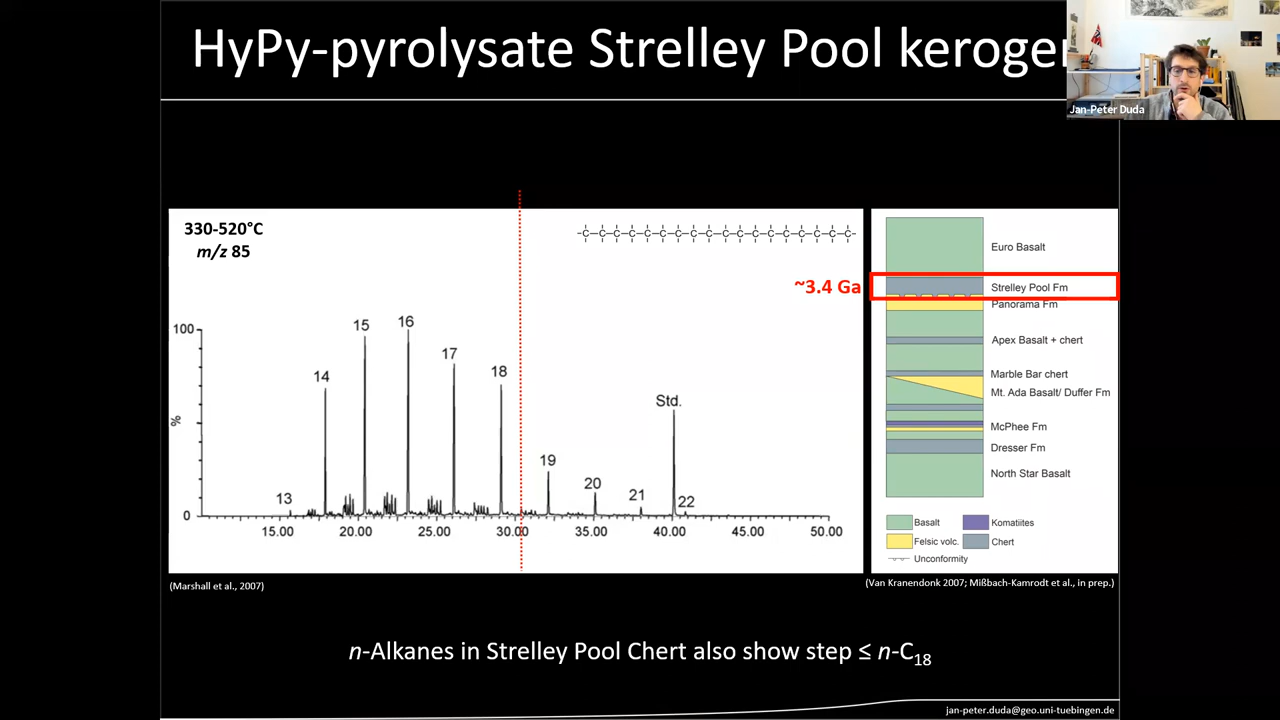 HyPy-pyrolysate Strelley Pool keroger
Jan-Peter Duda
330-520°C
m/z 85
-C-C-C-C-C-C-C-C-C-C-C-C-C-C-C-C-
~3.4 Ga
100
%
0
13
14
15
16
17
18
19
20
21
Std.
22
15.00 20.00 25.00 30.00 35.00 40.00 45.00 50.00
Euro Basalt
Strelley Pool Fm
Panorama Fm
Apex Basalt + chert
Marble Bar chert
Mt. Ada Basalt/ Duffer Fm
McPhee Fm
Dresser Fm
North Star Basalt
Basalt
Komatiites
Felsic volc.
Chert
Unconformity
(Marshall et al., 2007)
(Van Kranendonk 2007; Mißbach-Kamrodt et al., in prep.)
n-Alkanes in Strelley Pool Chert also show step ≤ n-C18
jan-peter.duda@geo.uni-tuebingen.de